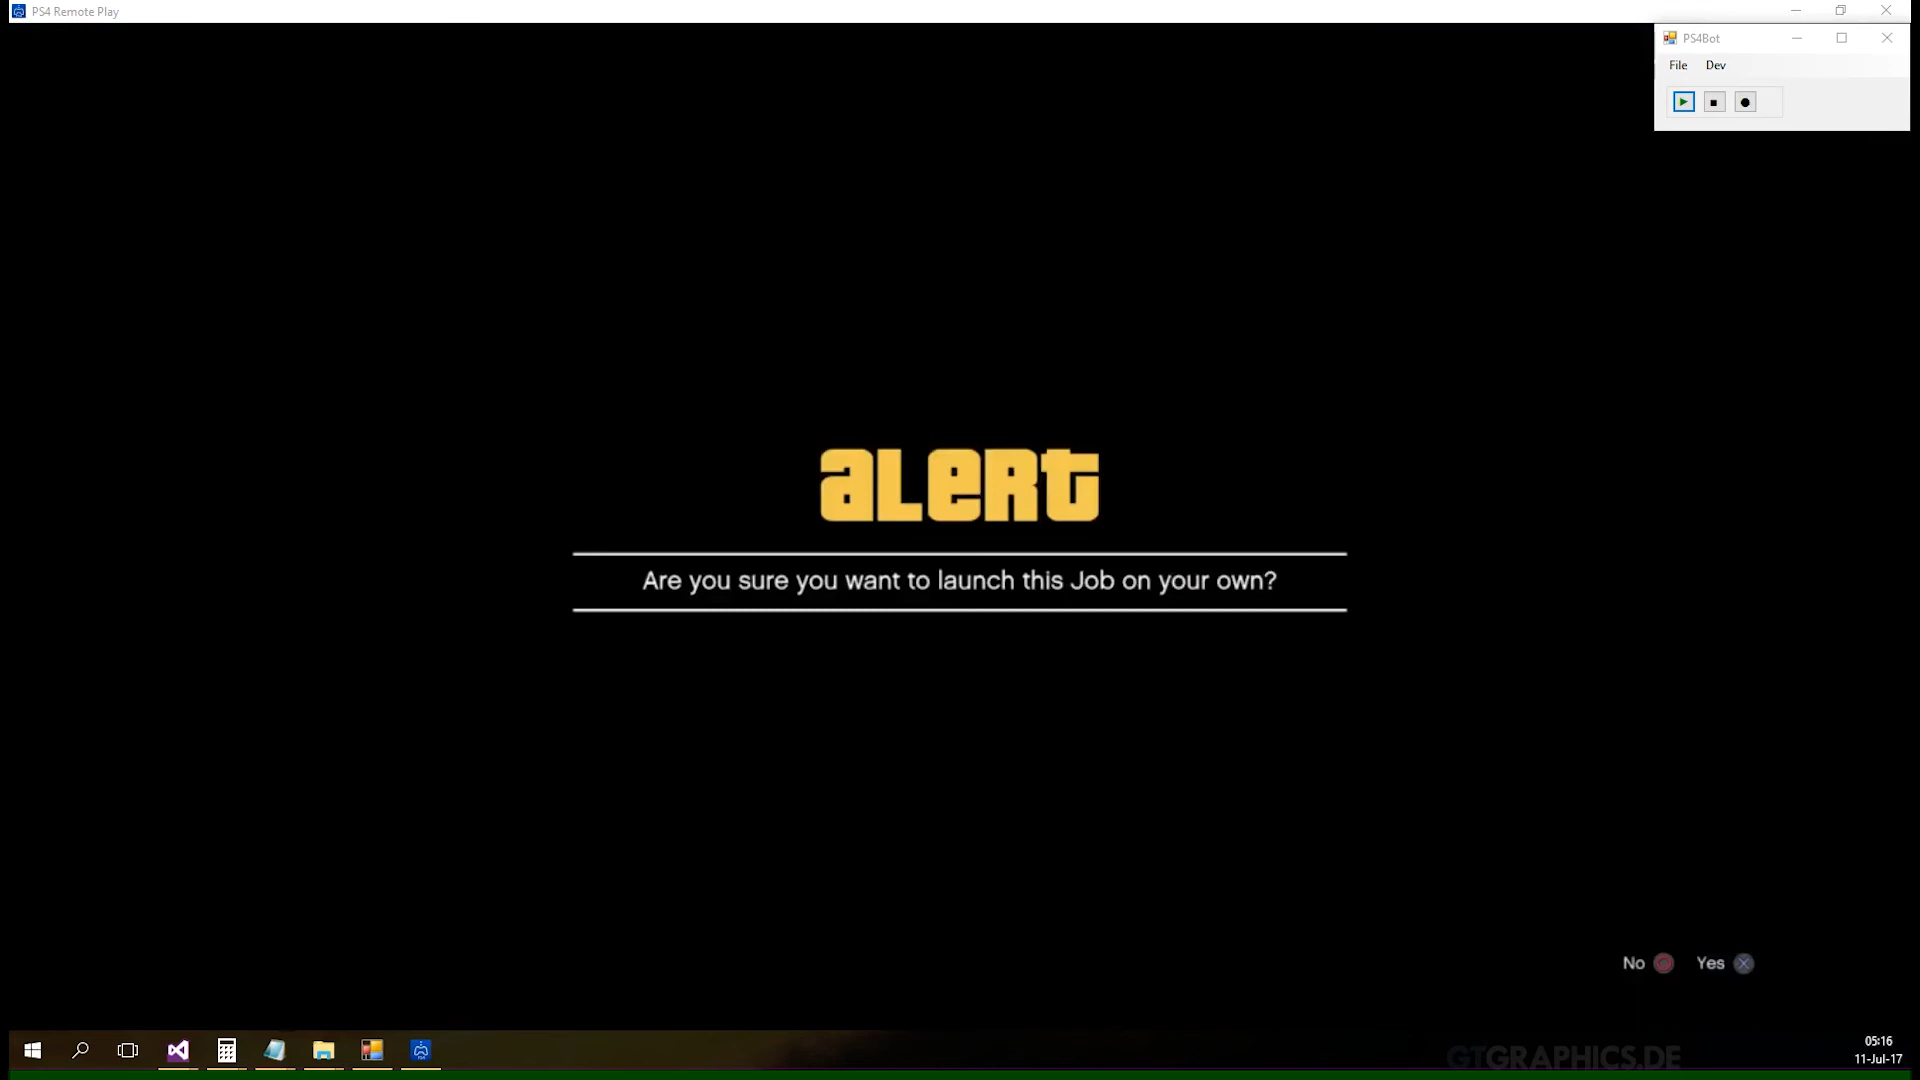 PS4 Remote Play
PS4Bot
File Dev
aLeRt
Are you sure you want to launch this Job on your own?
No Yes
05:16
11-Jul-17
GTGRAPHICS.DE